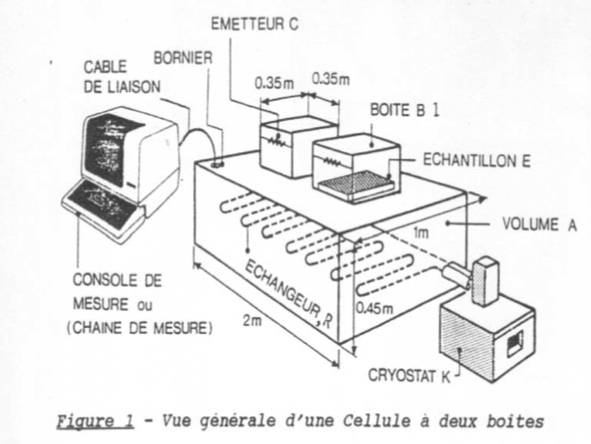 EMETTEUR C
BORNIER
CABLE
DE LIAISON
0.35m
0.35m
BOITE B 1
ECHANTILLON E
VOLUME A
1m
ECHANGEUR, R
0.45m
2m
CONSOLE DE
MESURE ou
(CHAINE DE MESURE)
CRYOSTAT K
Figure 1 - Vue générale d'une Cellule à deux boites